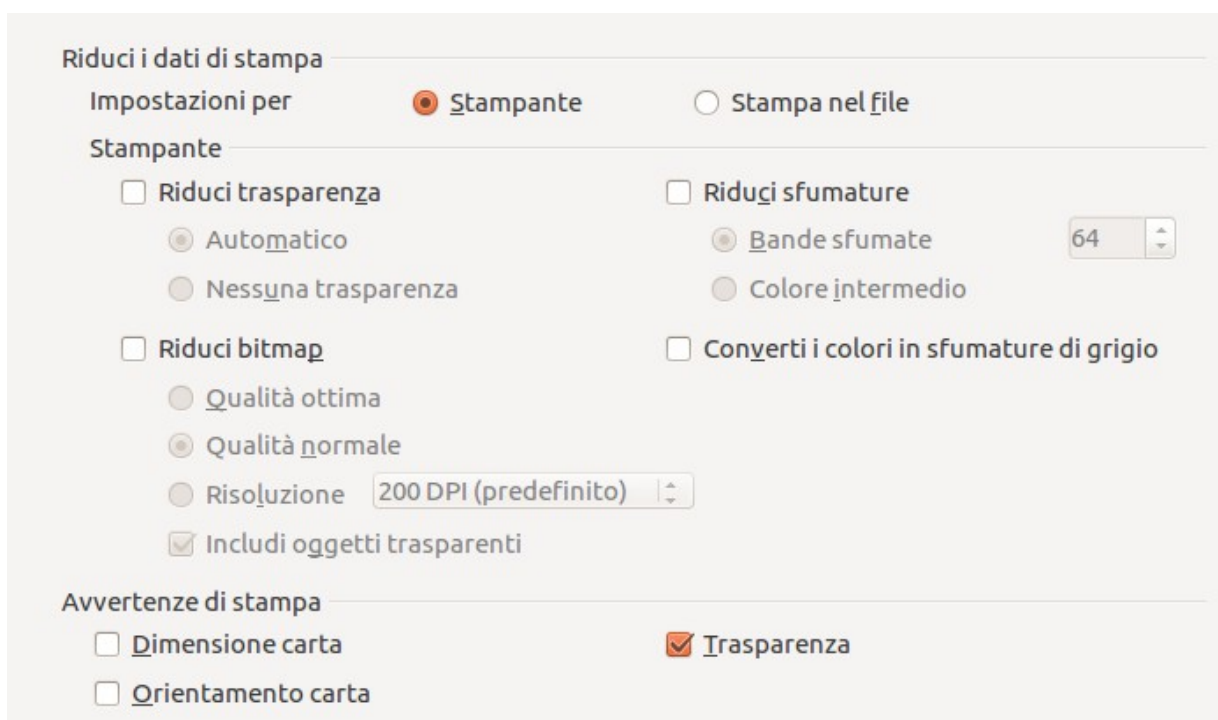 Riduci i dati di stampa
Impostazioni per Stampante Stampa nel file
Stampante
Riduci trasparenza Riduci sfumature
Automatico Bande sfumate 64
Nessuna trasparenza Colore intermedio
Riduci bitmap Converti i colori in sfumature di grigio
Qualità ottima
Qualità normale
Risoluzione 200 DPI (predefinito)
Includi oggetti trasparenti
Avvertenze di stampa
Dimensione carta Trasparenza
Orientamento carta